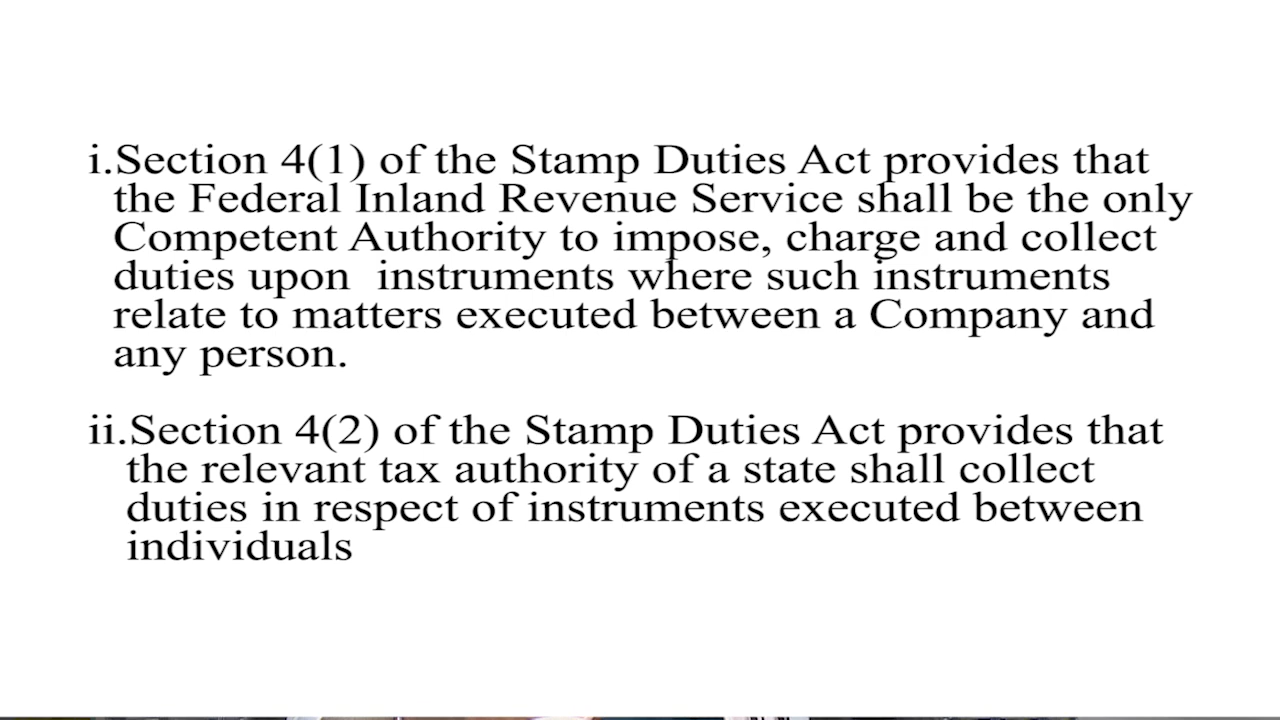 i.Section 4(1) of the Stamp Duties Act provides that
the Federal Inland Revenue Service shall be the only
Competent Authority to impose, charge and collect
duties upon  instruments where such instruments
relate to matters executed between a Company and
any person.
ii.Section 4(2) of the Stamp Duties Act provides that
the relevant tax authority of a state shall collect
duties in respect of instruments executed between
individuals